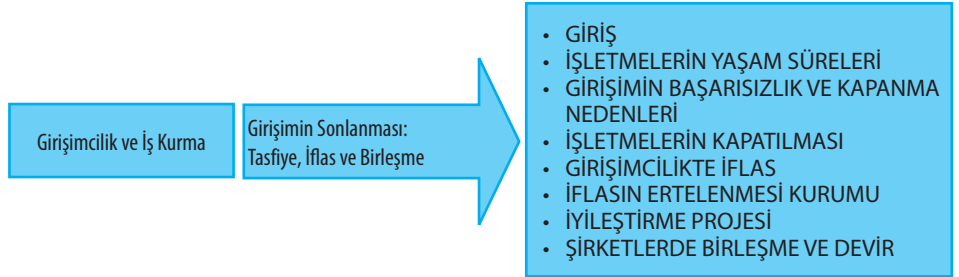 Girişimcilik ve İş Kurma
Girişimin Sonlanması:
Tasfiye, İflas ve Birleşme
• GİRİŞ
• İŞLETMELERİN YAŞAM SÜRELERİ
• GİRİŞİMİN BAŞARISIZLIK VE KAPANMA
NEDENLERİ
• İŞLETMELERİN KAPATILMASI
• GİRİŞİMCİLİKTE İFLAS
• İFLASIN ERTELENMESİ KURUMU
• İYİLEŞTİRME PROJESİ
• ŞİRKETLERDE BİRLEŞME VE DEVİR